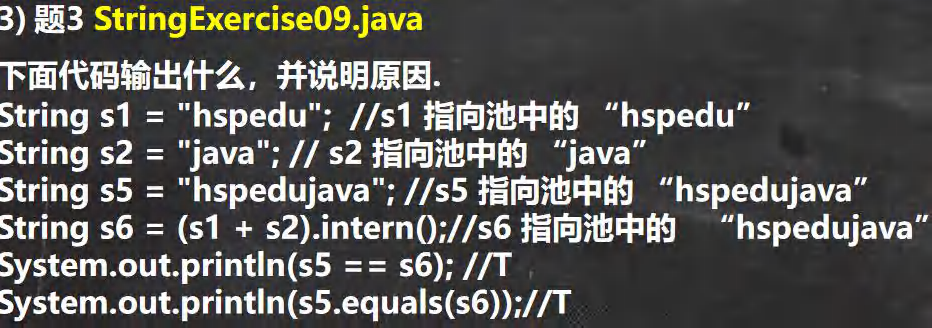 3) 题3 StringExercise09.java
下面代码输出什么，并说明原因.
String s1 = "hspedu";  //s1 指向池中的 “hspedu”
String s2 = "java"; // s2 指向池中的 “java”
String s5 = "hspedujava"; //s5 指向池中的 “hspedujava”
String s6 = (s1 + s2).intern();//s6 指向池中的   “hspedujava”
System.out.println(s5 == s6); //T
System.out.println(s5.equals(s6));//T